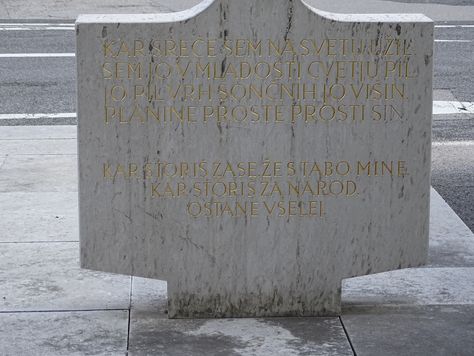 KAR SREČE SEM NA SVETU UŽIL
SEM JO V MLADOSTI CVETJU PIL
JO PIL VRH SONČNIH JO VIŠIN,
PLANINE PROSTE PROSTI SIN.
KAR STORIŠ ZASE ŽE S TABO MINE,
KAR STORIŠ ZA NAROD,
OSTANE VSELEJ.